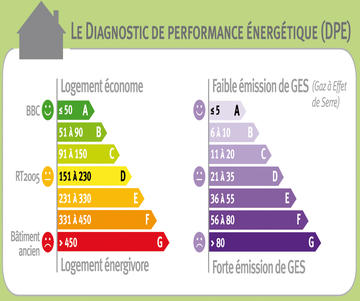 Le Diagnostic de performance énergétique (DPE)
Logement économe
BBC
≤ 50 A
51 à 90 B
91 à 150 C
RT2005
151 à 230 D
231 à 330 E
331 à 450 F
Bâtiment
ancien
> 450 G
Logement énergivore
Faible émission de GES (Gaz à Effet
de Serre)
≤ 5 A
6 à 10 B
11 à 20 C
21 à 35 D
36 à 55 E
56 à 80 F
> 80 G
Forte émission de GES